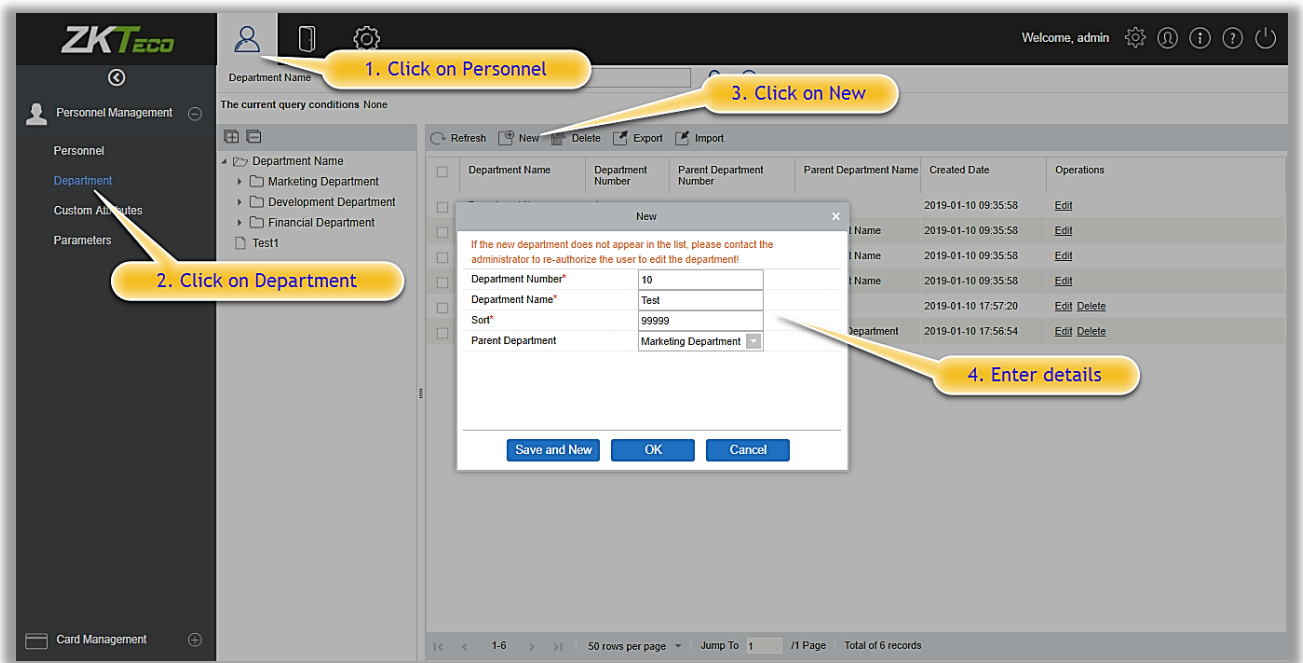 ZKTECO
Welcome, admin
1. Click on Personnel
Department Name
The current query conditions None
3. Click on New
Personnel Management
Personnel
Department
Custom Attributes
Parameters
2. Click on Department
Card Management
Department Name
Marketing Department
Development Department
Financial Department
Test1
Refresh New Delete Export Import
Department Name Department Number Parent Department Number Parent Department Name Created Date Operations
2019-01-10 09:35:58 Edit
t Name 2019-01-10 09:35:58 Edit
t Name 2019-01-10 09:35:58 Edit
t Name 2019-01-10 09:35:58 Edit
2019-01-10 17:57:20 Edit Delete
Department 2019-01-10 17:56:54 Edit Delete
New
If the new department does not appear in the list, please contact the
administrator to re-authorize the user to edit the department!
Department Number* 10
Department Name* Test
Sort* 99999
Parent Department Marketing Department
4. Enter details
Save and New OK Cancel
1-6 50 rows per page Jump To 1 /1 Page Total of 6 records